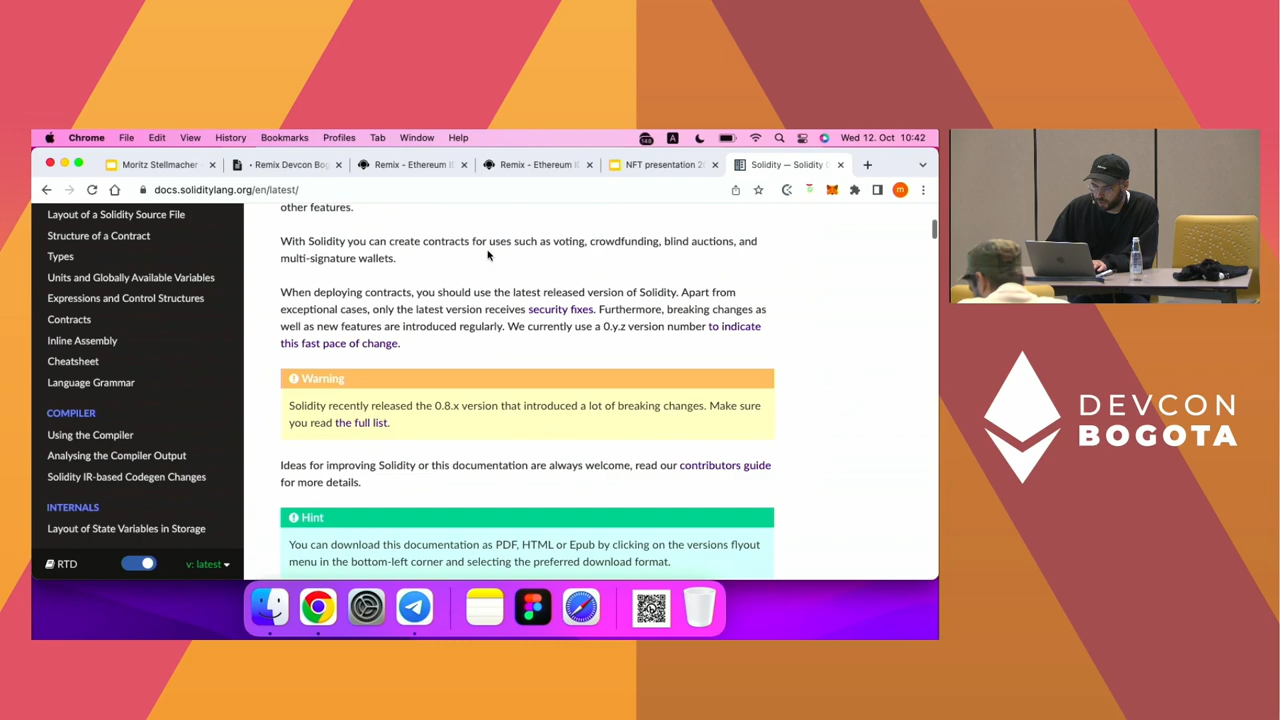 Chrome File Edit View History Bookmarks Profiles Tab Window Help
A
Wed 12. Oct 10:42
Moritz Stellmacher -
• Remix Devcon Bog
Remix - Ethereum I
Remix - Ethereum I
NFT presentation 2
Solidity — Solidity
docs.soliditylang.org/en/latest/
m
Layout of a Solidity Source File
Structure of a Contract
Types
Units and Globally Available Variables
Expressions and Control Structures
Contracts
Inline Assembly
Cheatsheet
Language Grammar
COMPILER
Using the Compiler
Analysing the Compiler Output
Solidity IR-based Codegen Changes
INTERNALS
Layout of State Variables in Storage
RTD
v: latest
other features.
With Solidity you can create contracts for uses such as voting, crowdfunding, blind auctions, and
multi-signature wallets.
When deploying contracts, you should use the latest released version of Solidity. Apart from
exceptional cases, only the latest version receives security fixes. Furthermore, breaking changes as
well as new features are introduced regularly. We currently use a 0.y.z version number to indicate
this fast pace of change.
Warning
Solidity recently released the 0.8.x version that introduced a lot of breaking changes. Make sure
you read the full list.
Ideas for improving Solidity or this documentation are always welcome, read our contributors guide
for more details.
Hint
You can download this documentation as PDF, HTML or Epub by clicking on the versions flyout
menu in the bottom-left corner and selecting the preferred download format.
DEVCON
BOGOTA